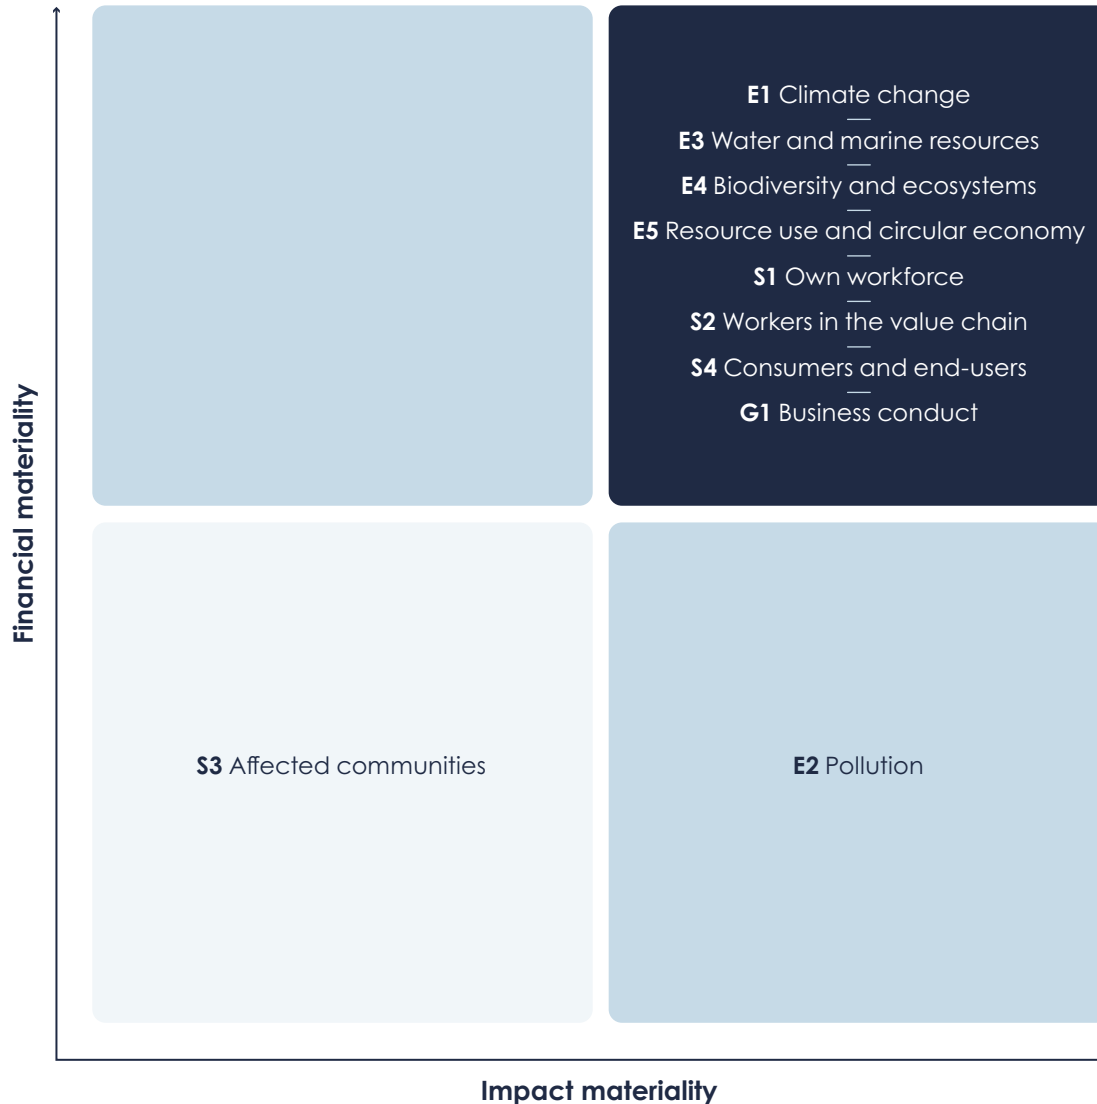 E1 Climate change
E3 Water and marine resources
E4 Biodiversity and ecosystems
E5 Resource use and circular economy
S1 Own workforce
S2 Workers in the value chain
S4 Consumers and end-users
G1 Business conduct
Financial materiality
S3 Affected communities
E2 Pollution
Impact materiality